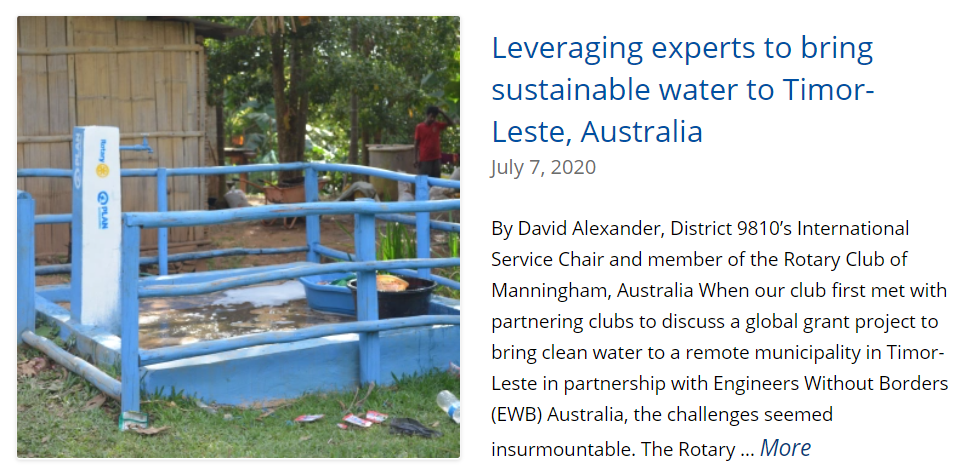 PLAN
Rotary
PLAN
Leveraging experts to bring
sustainable water to Timor-
Leste, Australia
July 7, 2020
By David Alexander, District 9810’s International
Service Chair and member of the Rotary Club of
Manningham, Australia When our club first met with
partnering clubs to discuss a global grant project to
bring clean water to a remote municipality in Timor-
Leste in partnership with Engineers Without Borders
(EWB) Australia, the challenges seemed
insurmountable. The Rotary ... More